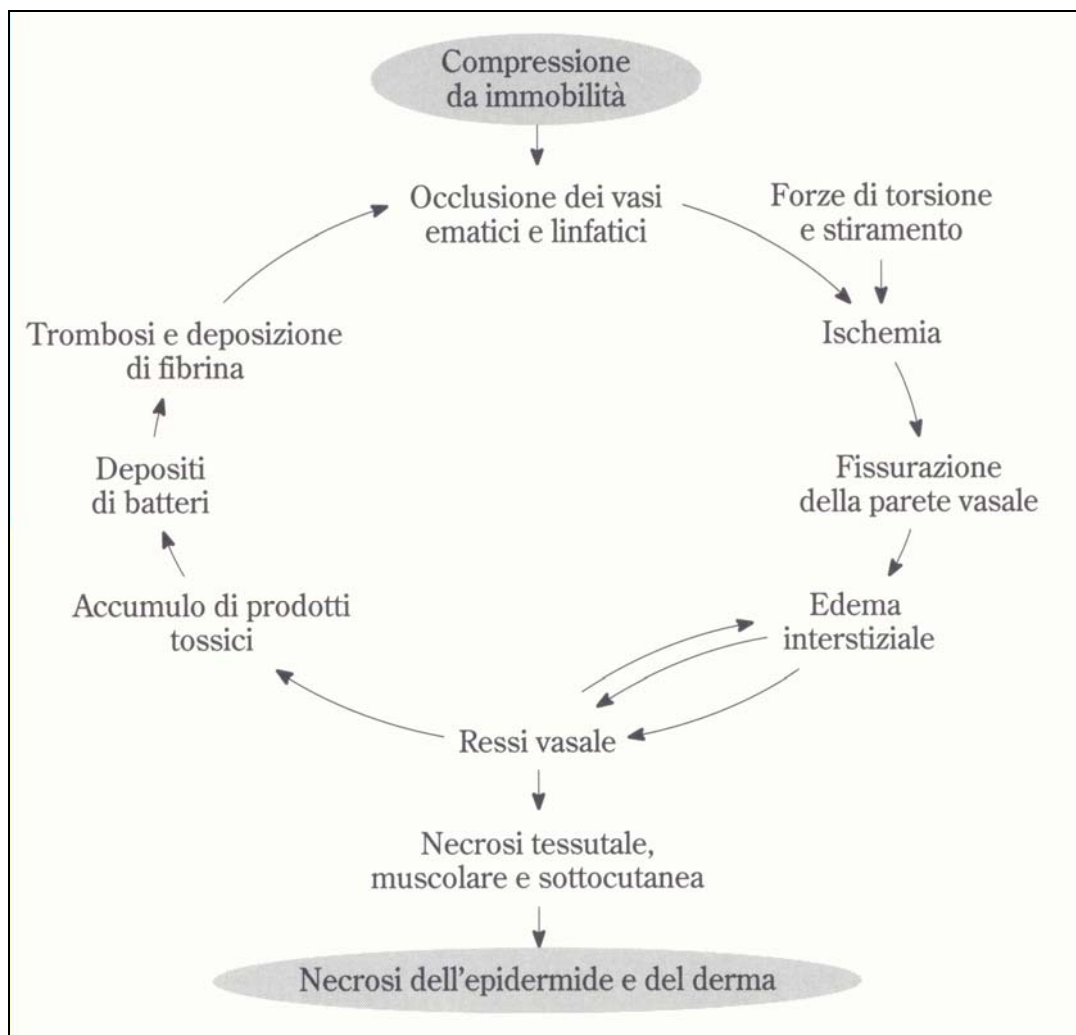 Compressione
da immobilità
Occlusione dei vasi
ematici e linfatici
Forze di torsione
e stiramento
Ischemia
Trombosi e deposizione
di fibrina
Fissurazione
della parete vasale
Depositi
di batteri
Edema
interstiziale
Accumulo di prodotti
tossici
Ressi vasale
Necrosi tessutale,
muscolare e sottocutanea
Necrosi dell'epidermide e del derma